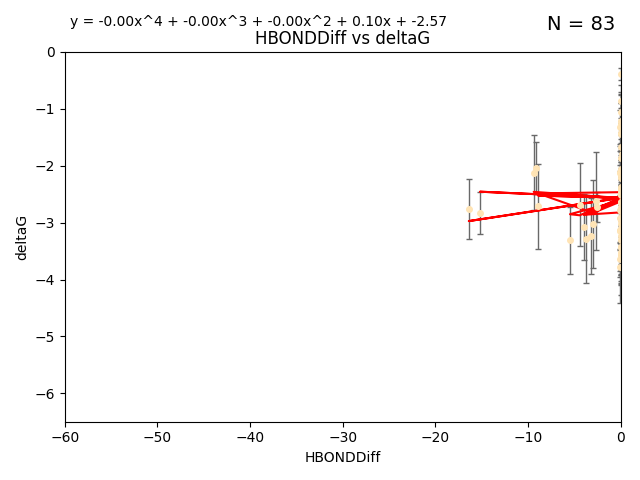 y = -0.00x^4 + -0.00x^3 + -0.00x^2 + 0.10x + -2.57
N = 83
HBONDDiff vs deltaG
0
−1
−2
−3
−4
−5
−6
deltaG
−60
−50
−40
−30
−20
−10
0
HBONDDiff